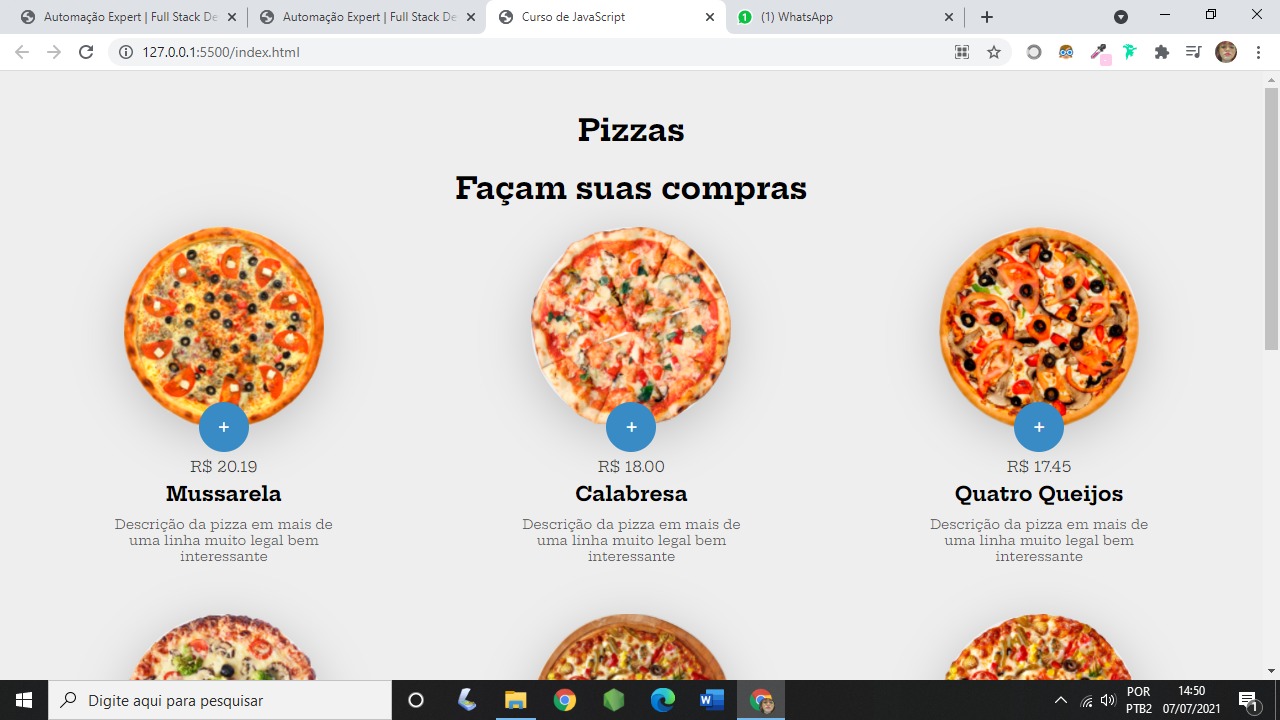 Automação Expert | Full Stack De
Automação Expert | Full Stack De
Curso de JavaScript
(1) WhatsApp
127.0.0.1:5500/index.html
Pizzas
Façam suas compras
+
+
+
R$ 20.19
R$ 18.00
R$ 17.45
Mussarela
Calabresa
Quatro Queijos
Descrição da pizza em mais de
uma linha muito legal bem
interessante
Descrição da pizza em mais de
uma linha muito legal bem
interessante
Descrição da pizza em mais de
uma linha muito legal bem
interessante
Digite aqui para pesquisar
POR
PTB2
14:50
07/07/2021
1